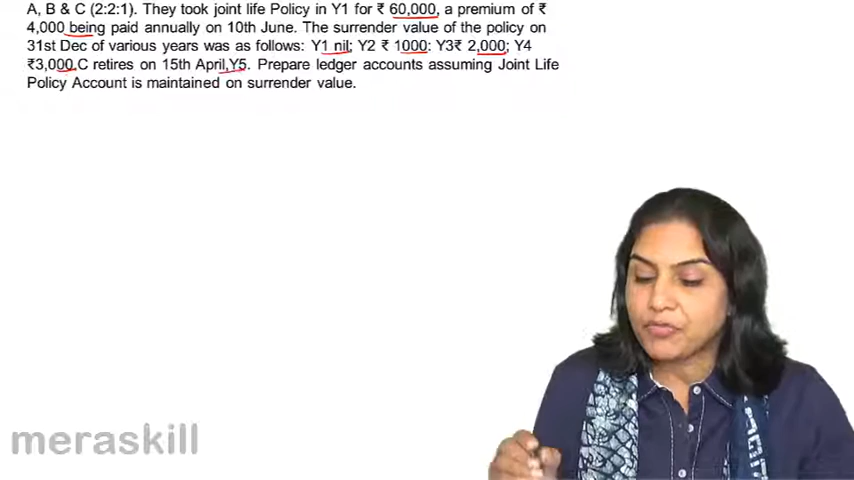 A, B & C (2:2:1). They took joint life Policy in Y1 for ₹ 60,000, a premium of ₹
4,000 being paid annually on 10th June. The surrender value of the policy on
31st Dec of various years was as follows: Y1 nil; Y2 ₹ 1000: Y3₹ 2,000; Y4
₹3,000.C retires on 15th April,Y5. Prepare ledger accounts assuming Joint Life
Policy Account is maintained on surrender value.
meraskill